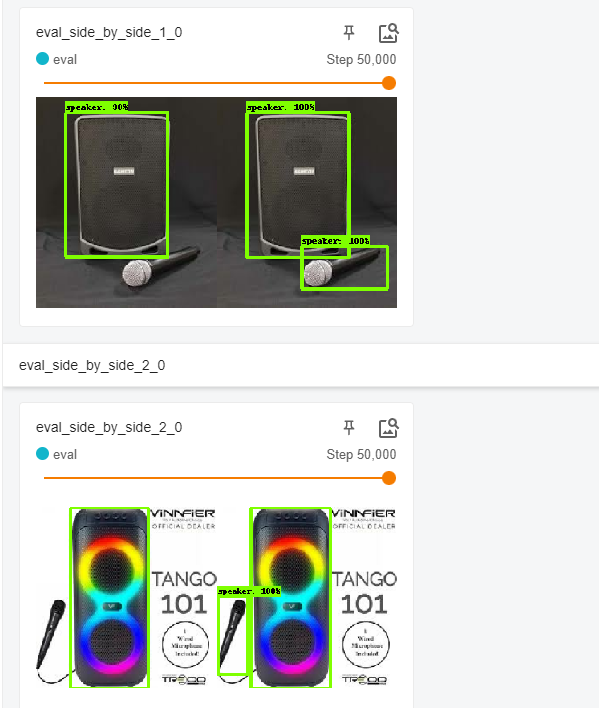 eval_side_by_side_1_0
eval
Step 50,000
speaker: 90%
speaker: 100%
speaker: 100%
eval_side_by_side_2_0
eval_side_by_side_2_0
eval
Step 50,000
VINNFIER
OFFICIAL DEALER
TANGO
101
1
Wired
Microphone
Included
VINNFIER
OFFICIAL DEALER
speaker: 100%
TANGO
101
1
Wired
Microphone
Included